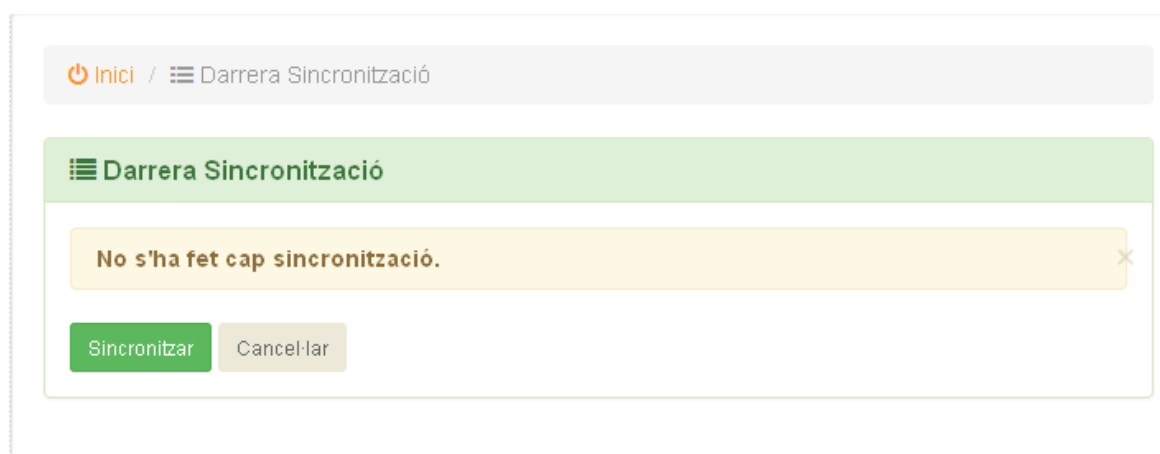 Inici / Darrera Sincronització
Darrera Sincronització
No s'ha fet cap sincronització.
×
Sincronitzar Cancel·lar